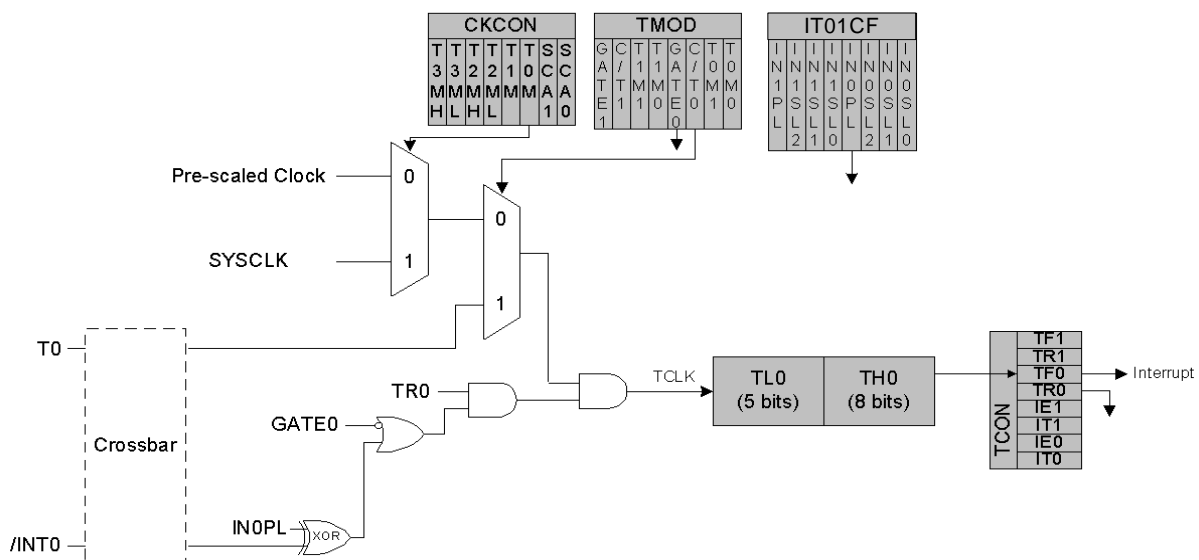 CKCON
T3MH T3ML T2MH T2ML T1M T0M SCA1 SCA0
TMOD
GATE1 C/T1 T1M1 T1M0 GATE0 C/T0 T0M1 T0M0
IT01CF
IN1PL IN1SL2 IN1SL1 IN1SL0 IN0PL IN0SL2 IN0SL1 IN0SL0
Pre-scaled Clock
0
SYSCLK
1
0
1
T0
Crossbar
/INT0
TR0
GATE0
IN0PL
XOR
TCLK
TL0
(5 bits)
TH0
(8 bits)
TCON
TF1
TR1
TF0
TR0
IE1
IT1
IE0
IT0
Interrupt